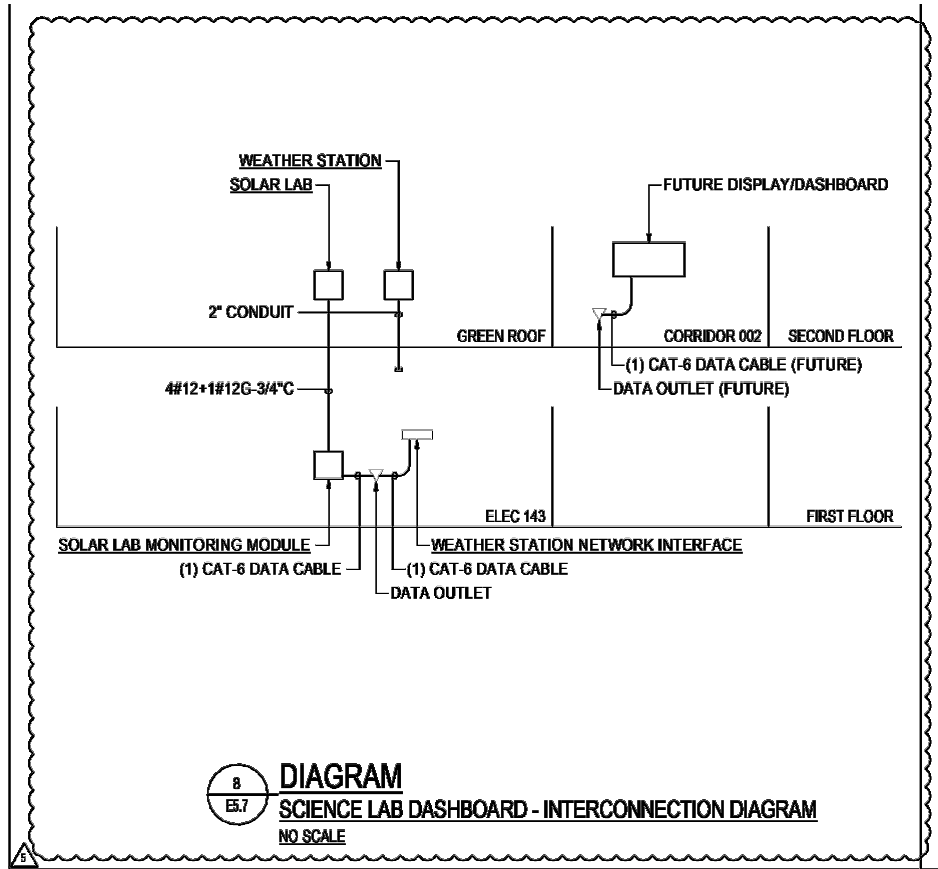 WEATHER STATION
SOLAR LAB
FUTURE DISPLAY/DASHBOARD
2" CONDUIT
GREEN ROOF
CORRIDOR 002
SECOND FLOOR
(1) CAT-6 DATA CABLE (FUTURE)
4#12+1#12G-3/4"C
DATA OUTLET (FUTURE)
ELEC 143
FIRST FLOOR
SOLAR LAB MONITORING MODULE
WEATHER STATION NETWORK INTERFACE
(1) CAT-6 DATA CABLE
(1) CAT-6 DATA CABLE
DATA OUTLET
8
E5.7
DIAGRAM
SCIENCE LAB DASHBOARD - INTERCONNECTION DIAGRAM
NO SCALE
5